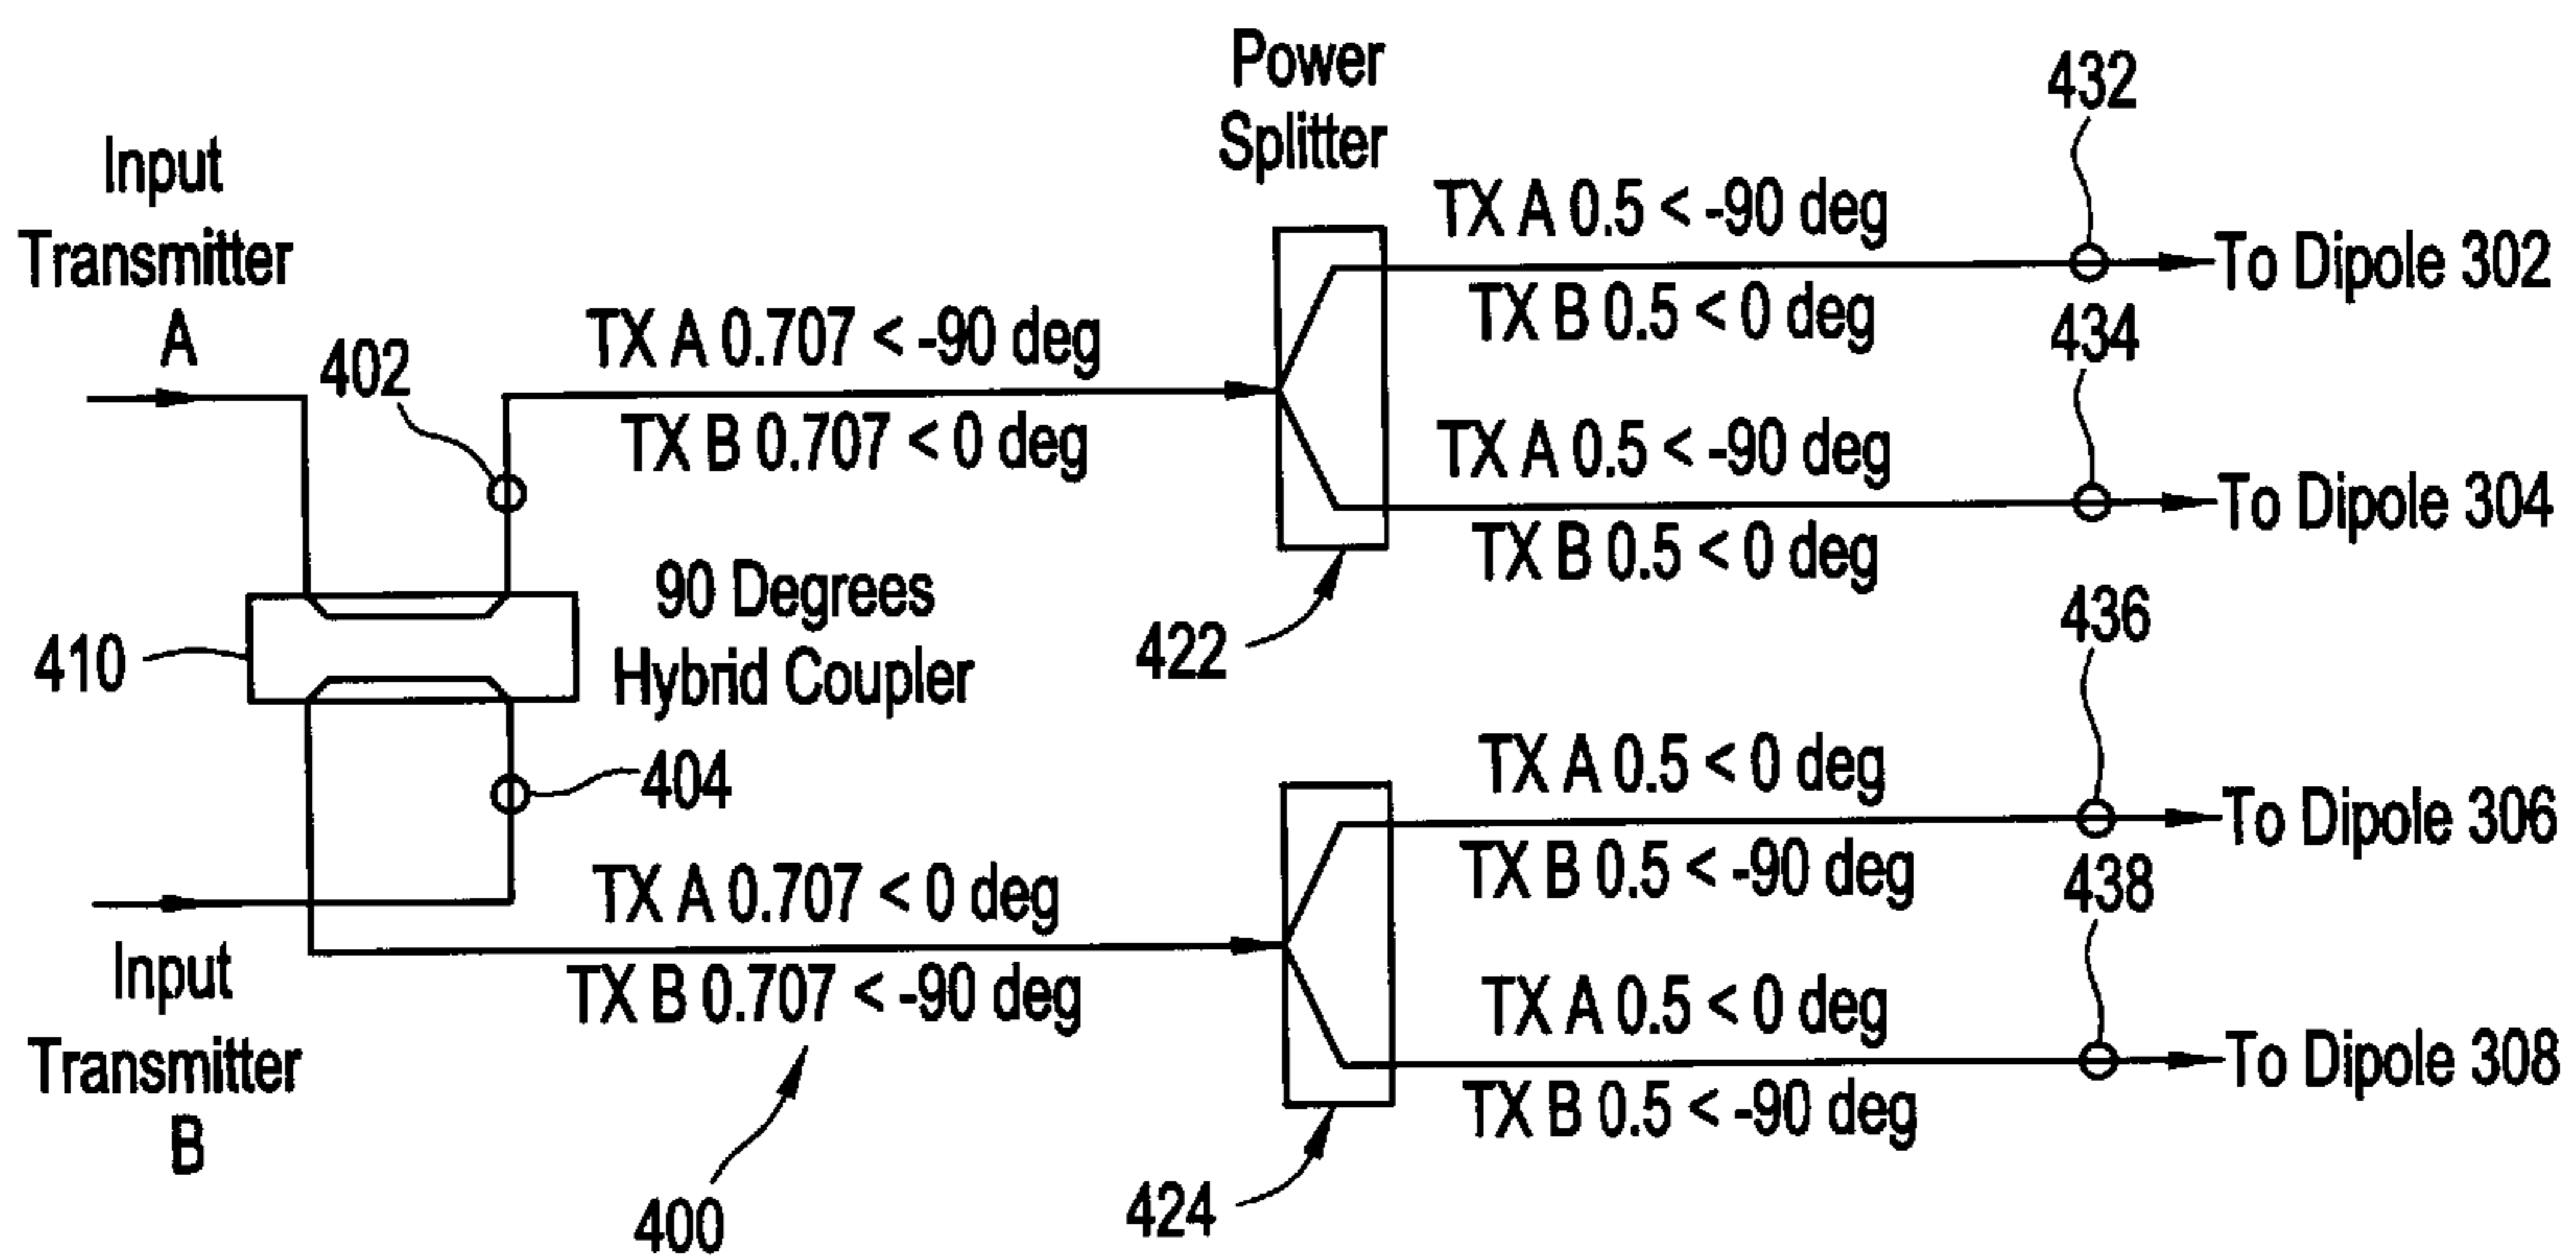 Power
Splitter
432
Input
Transmitter
A
TX A 0.5 < -90 deg
To Dipole 302
TX B 0.5 < 0 deg
434
402
TX A 0.707 < -90 deg
TX B 0.707 < 0 deg
TX A 0.5 < -90 deg
To Dipole 304
TX B 0.5 < 0 deg
90 Degrees
Hybrid Coupler
410
422
436
404
TX A 0.5 < 0 deg
To Dipole 306
TX B 0.5 < -90 deg
438
TX A 0.707 < 0 deg
TX B 0.707 < -90 deg
Input
Transmitter
B
TX A 0.5 < 0 deg
To Dipole 308
TX B 0.5 < -90 deg
400
424